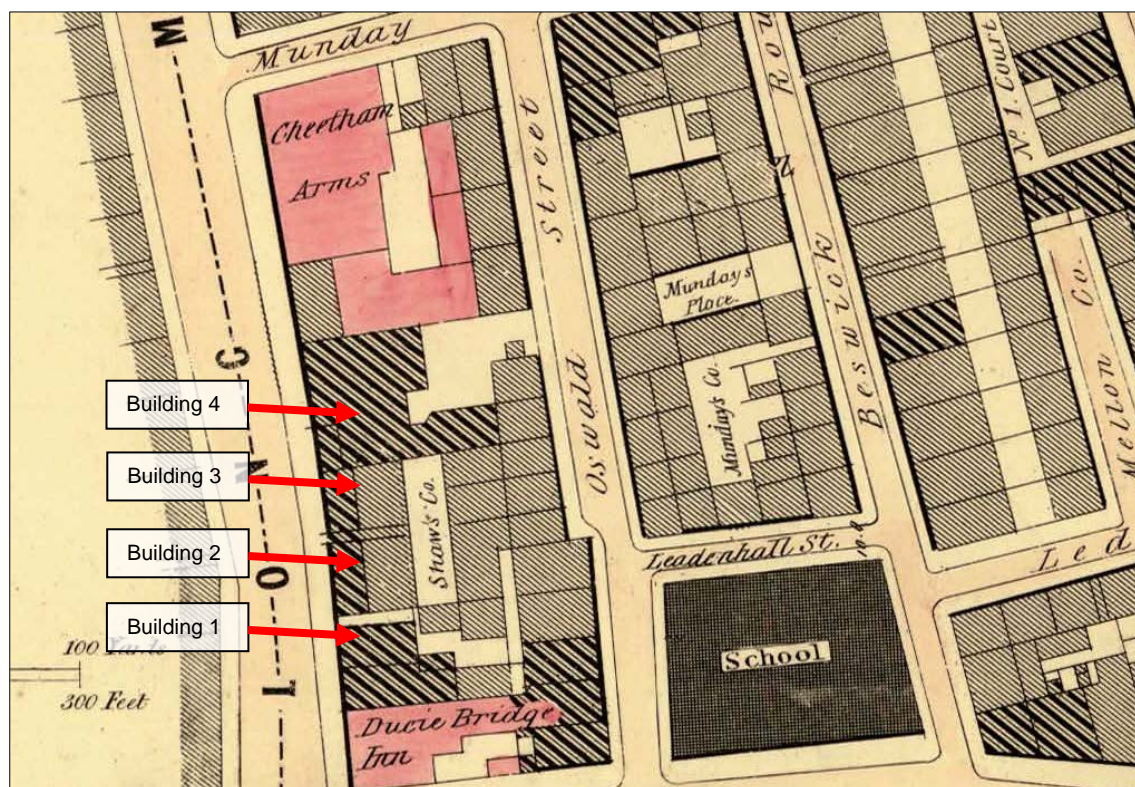 Munday
Street
Oswald
Cheetham
Arms
Row
Beswick
No. 1. Court
Mundays
Place.
Munday's Co.
Mellon Co.
M
C
N
O
L
Building 4
Building 3
Building 2
Building 1
Shaw's Co.
Leadenhall St.
Led
100 Yards
300 Feet
School
Ducie Bridge
Inn